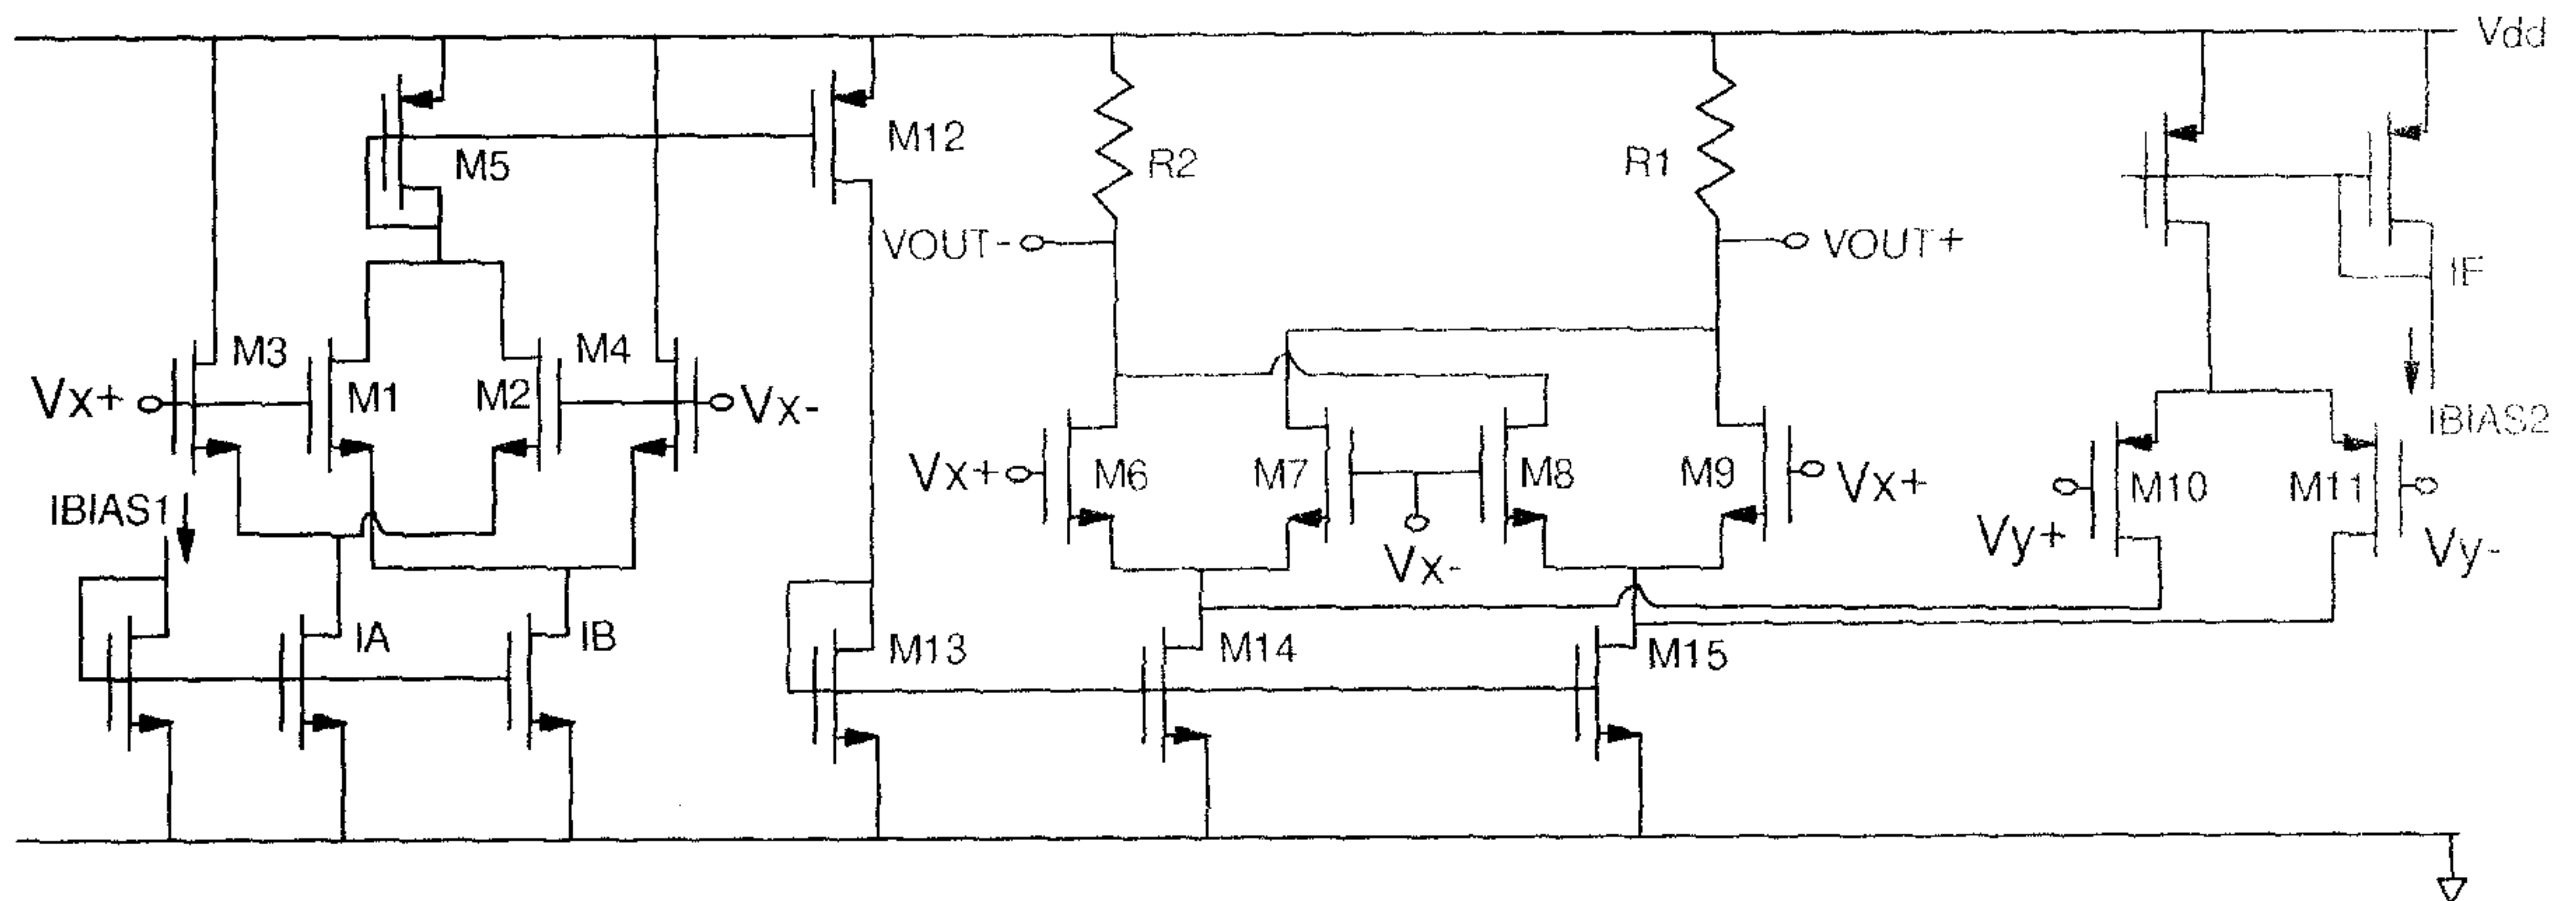 Vdd
M5
M12
R2
R1
VOUT-
VOUT+
IF
M3
M1
M2
M4
Vx+
Vx-
IBIAS1
IBIAS2
Vx+
M6
M7
M8
M9
Vx+
M10
M11
Vx-
Vy+
Vy-
IA
IB
M13
M14
M15